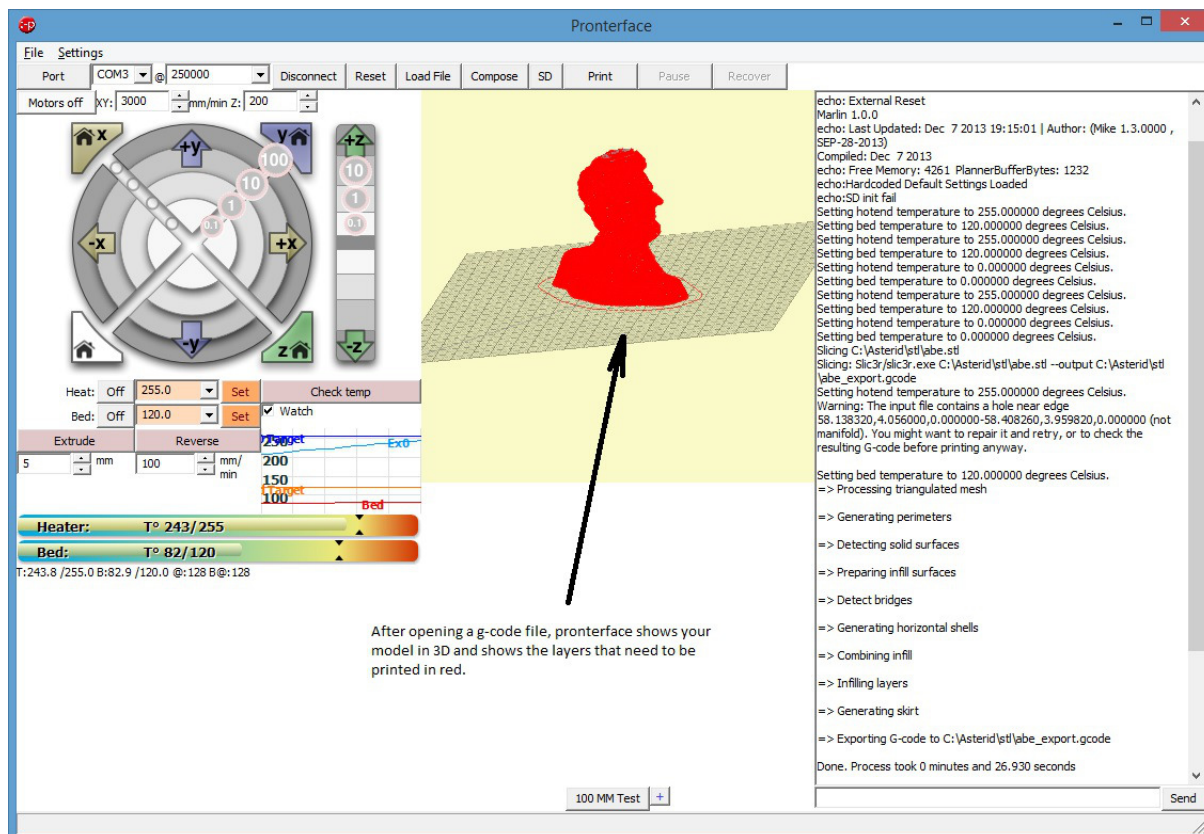 Pronterface
File Settings
Port COM3 @ 250000 Disconnect Reset Load File Compose SD Print Pause Recover
Motors off XY: 3000 mm/min Z: 200
x +y y 100 10 1 0.1 -x +x -y z
+z 10 1 0.1 -z
Heat: Off 255.0 Set Check temp
Bed: Off 120.0 Set Watch
Extrude Reverse
5 mm 100 mm/
min
Target
250 Ex0
200
150
Target
100
Bed
Heater: T° 243/255
Bed: T° 82/120
T:243.8 /255.0 B:82.9 /120.0 @:128 B@:128
After opening a g-code file, pronterface shows your
model in 3D and shows the layers that need to be
printed in red.
100 MM Test +
echo: External Reset
Marlin 1.0.0
echo: Last Updated: Dec 7 2013 19:15:01 | Author: (Mike 1.3.0000 ,
SEP-28-2013)
Compiled: Dec 7 2013
echo: Free Memory: 4261 PlannerBufferBytes: 1232
echo:Hardcoded Default Settings Loaded
echo:SD init fail
Setting hotend temperature to 255.000000 degrees Celsius.
Setting bed temperature to 120.000000 degrees Celsius.
Setting hotend temperature to 255.000000 degrees Celsius.
Setting bed temperature to 120.000000 degrees Celsius.
Setting hotend temperature to 0.000000 degrees Celsius.
Setting bed temperature to 0.000000 degrees Celsius.
Setting hotend temperature to 255.000000 degrees Celsius.
Setting bed temperature to 120.000000 degrees Celsius.
Setting hotend temperature to 0.000000 degrees Celsius.
Setting bed temperature to 0.000000 degrees Celsius.
Slicing C:\Asterid\stl\abe.stl
Slicing: Slic3r/slic3r.exe C:\Asterid\stl\abe.stl --output C:\Asterid\stl
\abe_export.gcode
Setting hotend temperature to 255.000000 degrees Celsius.
Warning: The input file contains a hole near edge
58.138320,4.056000,0.000000-58.408260,3.959820,0.000000 (not
manifold). You might want to repair it and retry, or to check the
resulting G-code before printing anyway.
Setting bed temperature to 120.000000 degrees Celsius.
=> Processing triangulated mesh
=> Generating perimeters
=> Detecting solid surfaces
=> Preparing infill surfaces
=> Detect bridges
=> Generating horizontal shells
=> Combining infill
=> Infilling layers
=> Generating skirt
=> Exporting G-code to C:\Asterid\stl\abe_export.gcode
Done. Process took 0 minutes and 26.930 seconds
Send